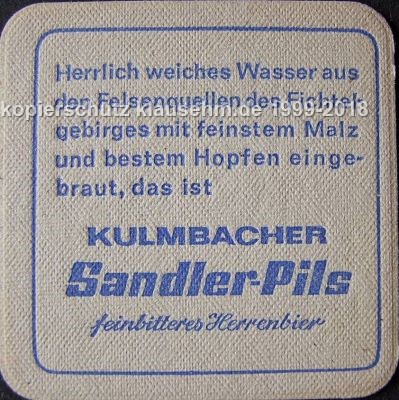 Herrlich weiches Wasser aus
den Felsenquellen des Fichtel-
kopierschutz klausehm.de 1999-2018
gebirges mit feinstem Malz
und bestem Hopfen einge-
braut, das ist
KULMBACHER
Sandler-Pils
feinbitteres Herrenbier